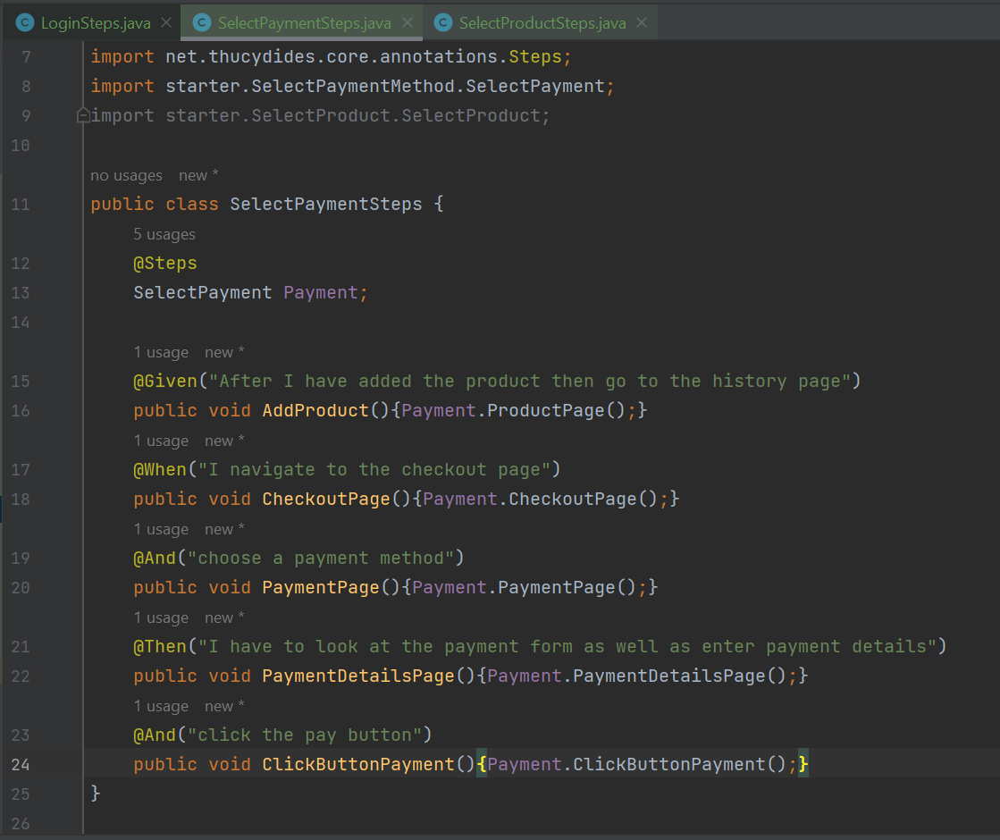 C LoginSteps.java × C SelectPaymentSteps.java × C SelectProductSteps.java ×
7 import net.thucydides.core.annotations.Steps;
8 import starter.SelectPaymentMethod.SelectPayment;
9 import starter.SelectProduct.SelectProduct;
10
no usages new *
11 public class SelectPaymentSteps {
5 usages
12 @Steps
13 SelectPayment Payment;
14
1 usage new *
15 @Given("After I have added the product then go to the history page")
16 public void AddProduct(){Payment.ProductPage();}
1 usage new *
17 @When("I navigate to the checkout page")
18 public void CheckoutPage(){Payment.CheckoutPage();}
1 usage new *
19 @And("choose a payment method")
20 public void PaymentPage(){Payment.PaymentPage();}
1 usage new *
21 @Then("I have to look at the payment form as well as enter payment details")
22 public void PaymentDetailsPage(){Payment.PaymentDetailsPage();}
1 usage new *
23 @And("click the pay button")
24 public void ClickButtonPayment(){Payment.ClickButtonPayment();}
25 }
26